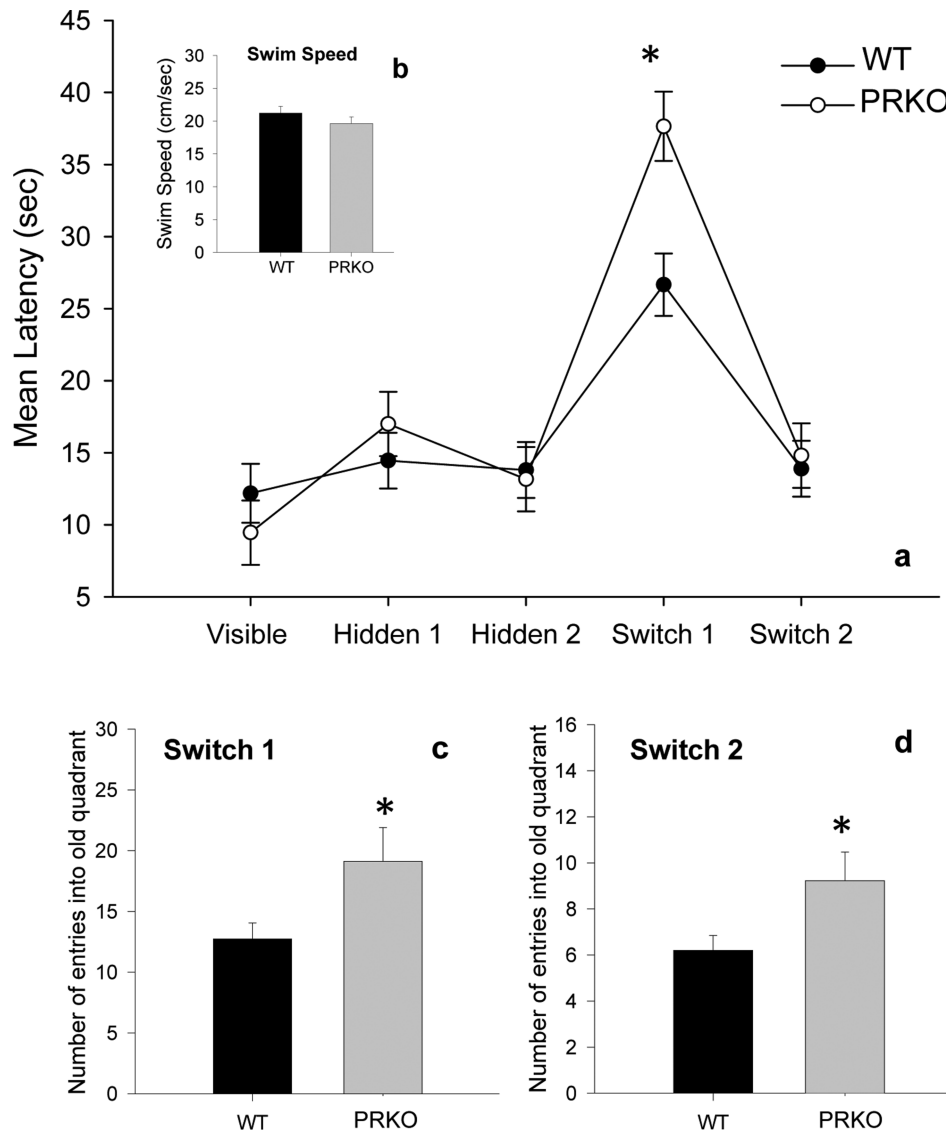 45
40
35
30
25
20
15
10
5
Mean Latency (sec)
Visible
Hidden 1
Hidden 2
Switch 1
Switch 2
*
WT
PRKO
a
Swim Speed
b
30
25
20
15
10
5
0
Swim Speed (cm/sec)
WT
PRKO
Switch 1
c
30
25
20
15
10
5
0
Number of entries into old quadrant
*
WT
PRKO
Switch 2
d
16
14
12
10
8
6
4
2
0
Number of entries into old quadrant
*
WT
PRKO